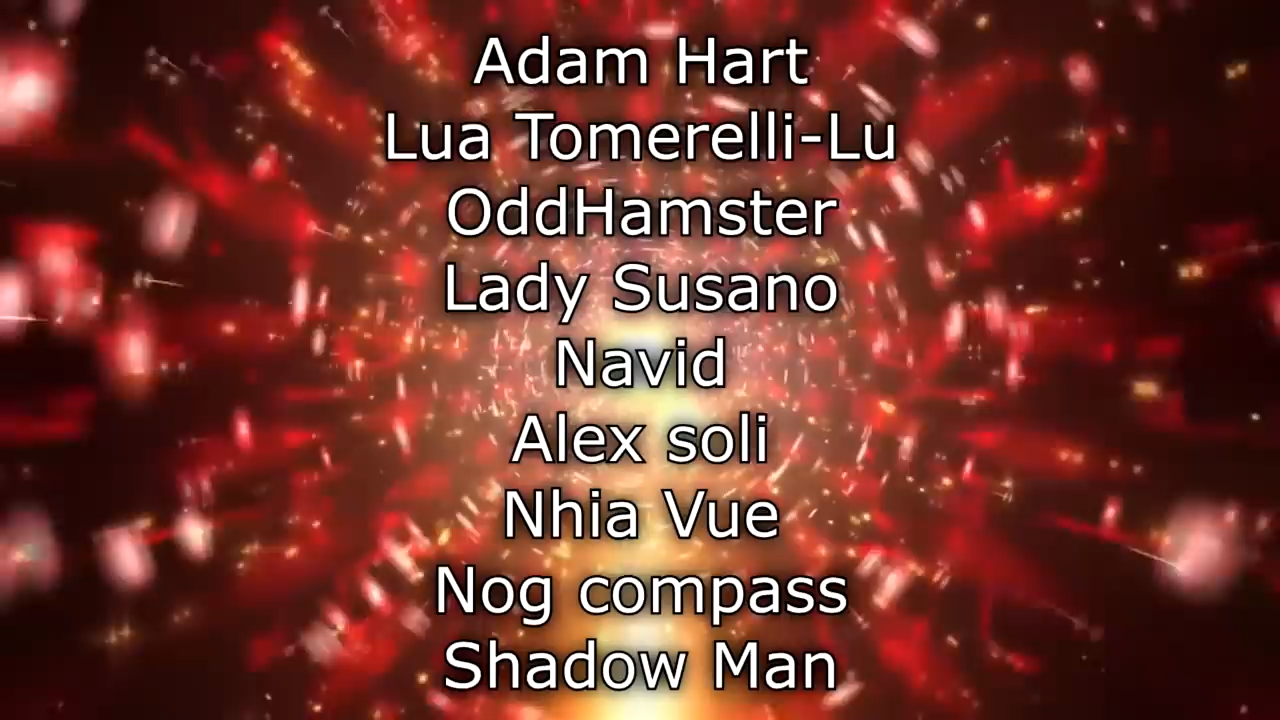 Adam Hart
Lua Tomerelli-Lu
OddHamster
Lady Susano
Navid
Alex soli
Nhia Vue
Nog compass
Shadow Man